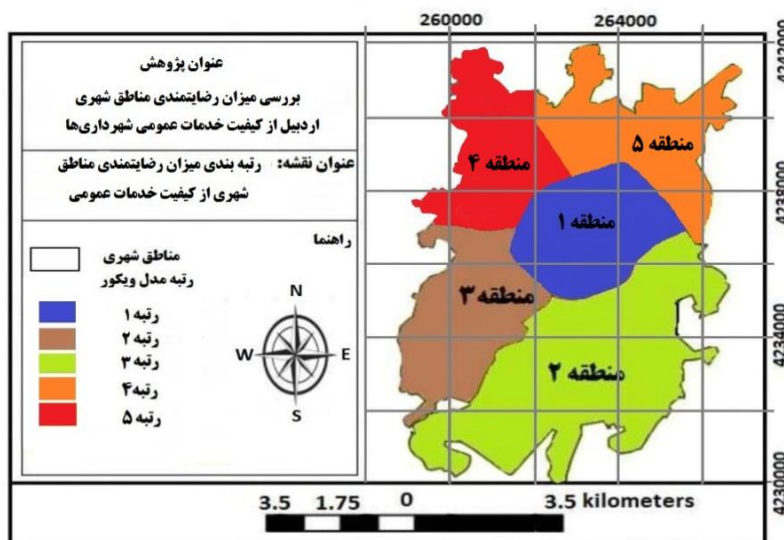 260000 264000
4242000
4238000
4234000
4230000
عنوان پژوهش
بررسی میزان رضایتمندی مناطق شهری
اردبیل از کیفیت خدمات عمومی شهرداری‌ها
عنوان نقشه: رتبه بندی میزان رضایتمندی مناطق
شهری از کیفیت خدمات عمومی
راهنما
مناطق شهری
رتبه مدل ویکور
رتبه ۱
رتبه ۲
رتبه ۳
رتبه ۴
رتبه ۵
N
W E
S
منطقه ۵
منطقه ۴
منطقه ۱
منطقه ۳
منطقه ۲
3.5 1.75 0 3.5 kilometers